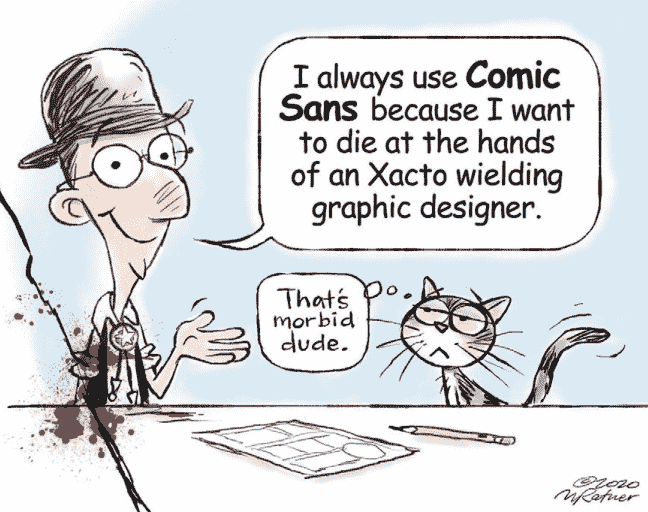 I always use Comic
Sans because I want
to die at the hands
of an Xacto wielding
graphic designer.
That's
morbid
dude.
©2020
W Ratner